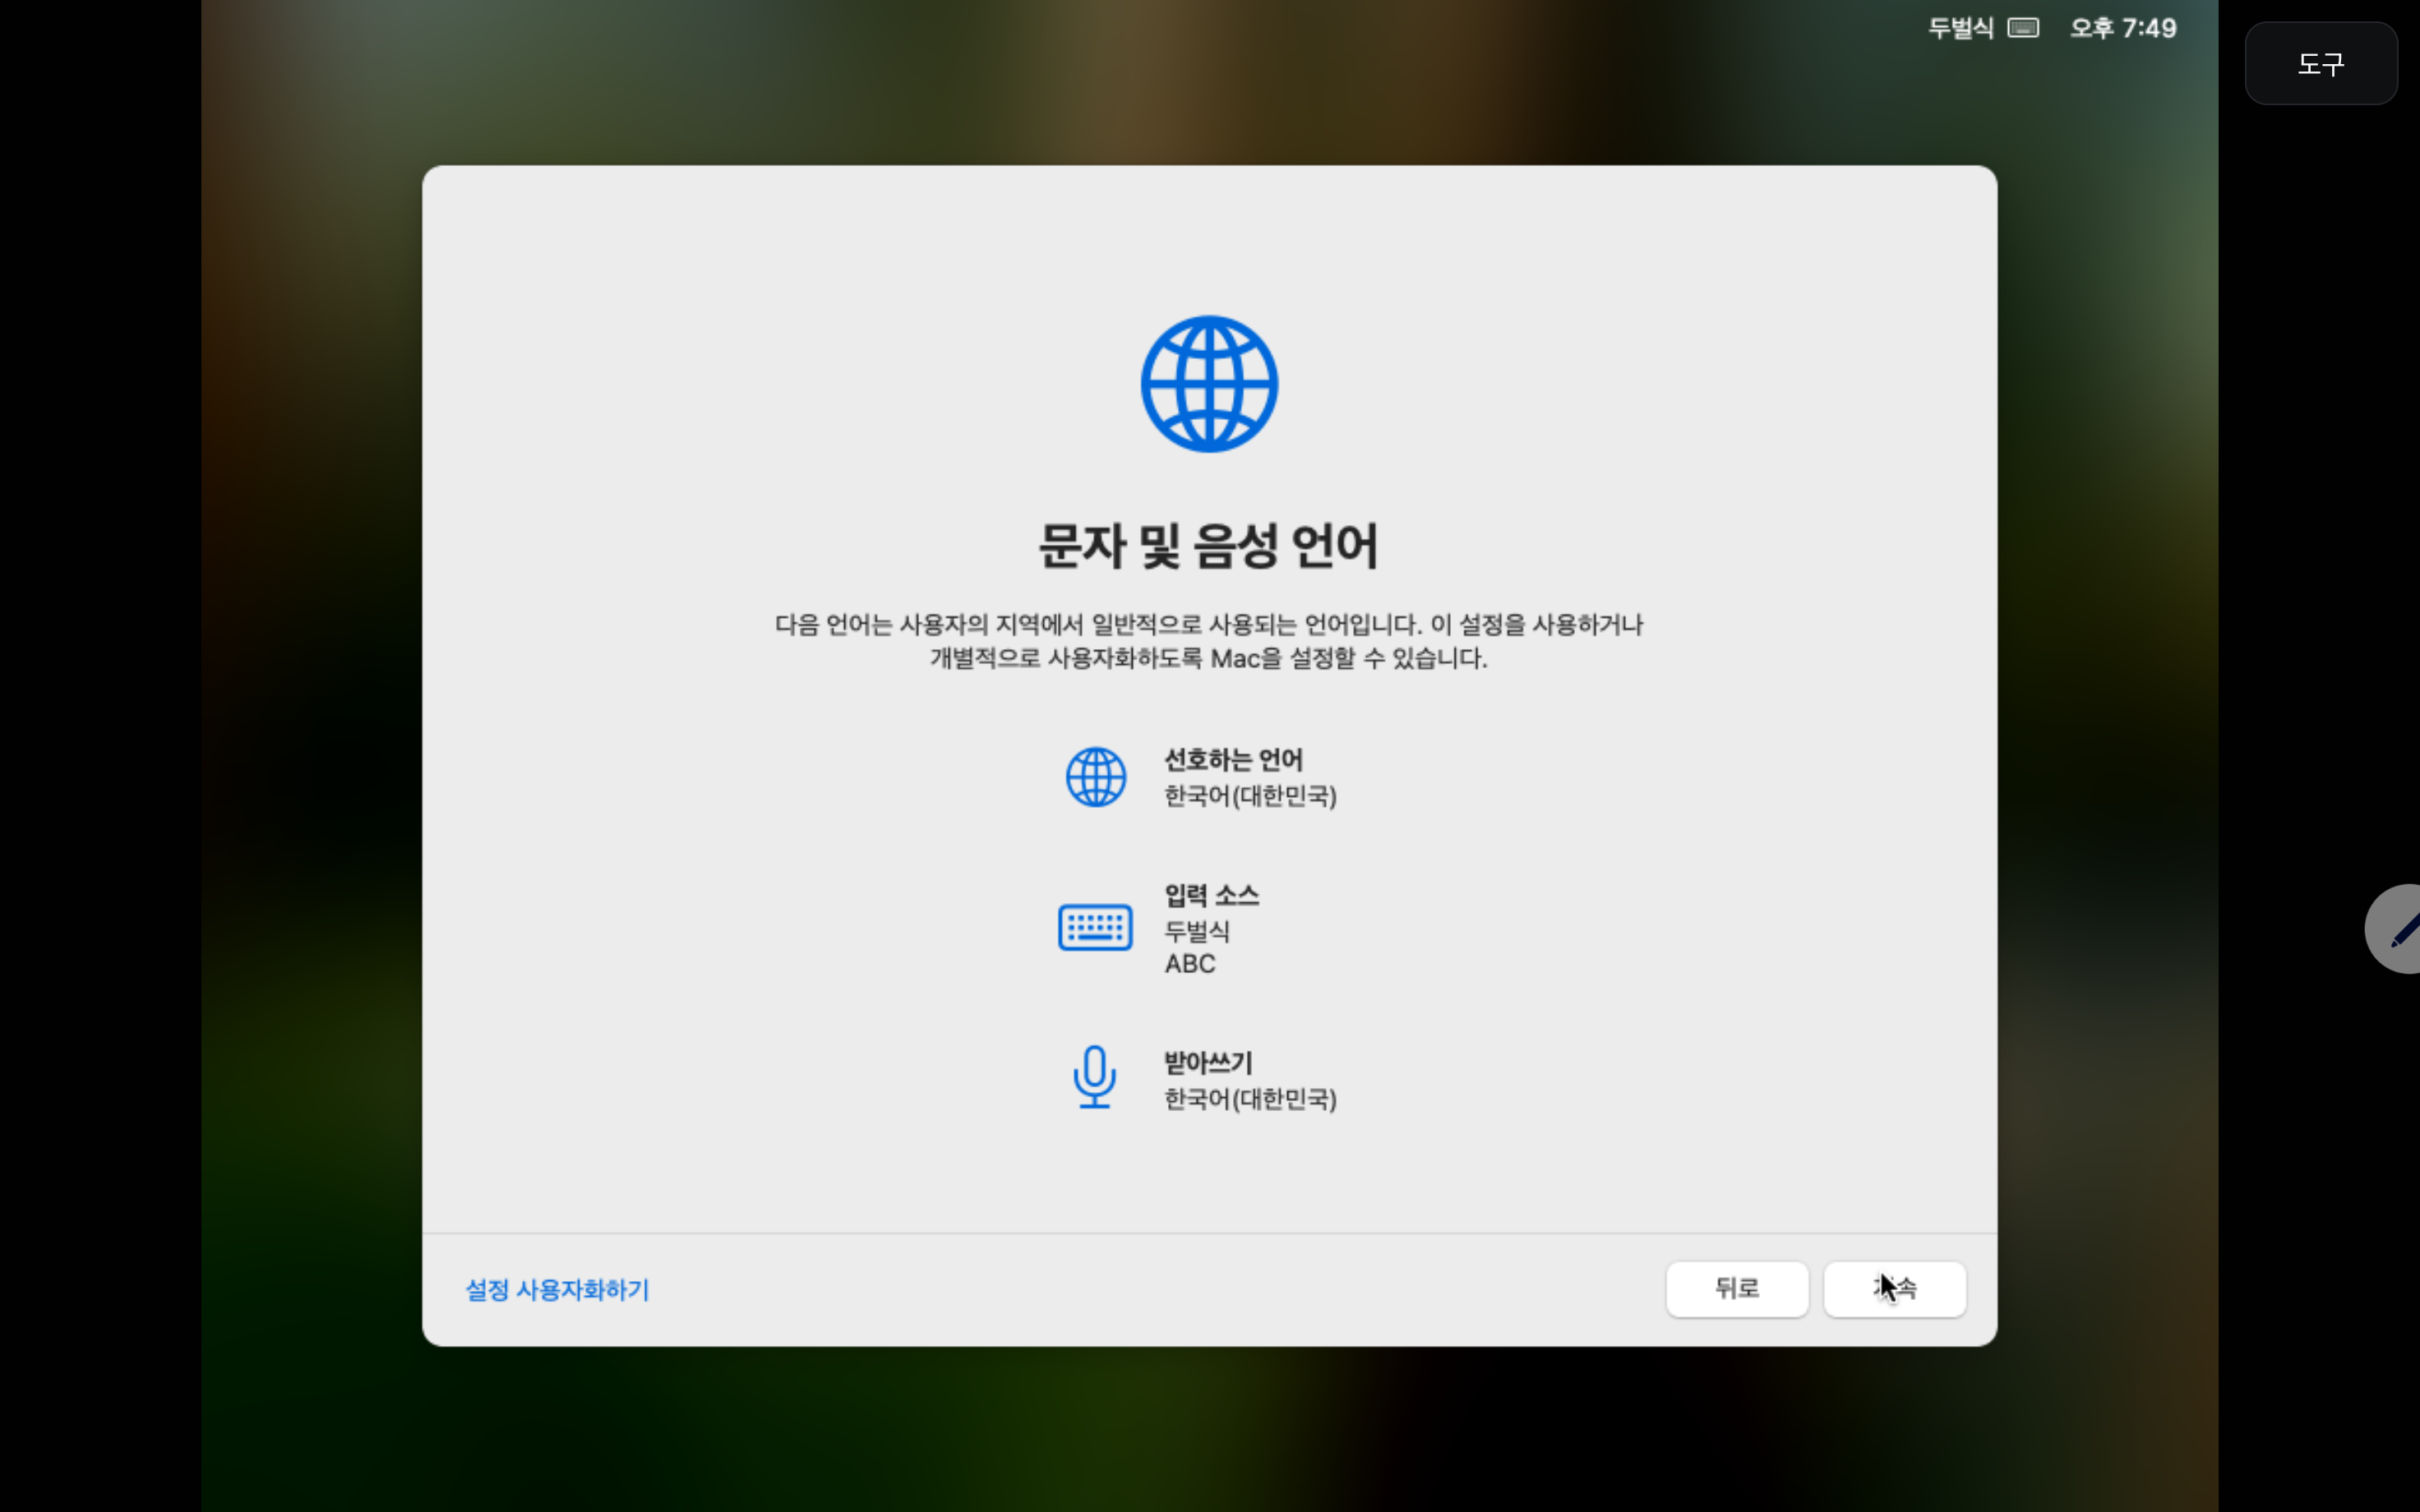 두벌식 오후 7:49
도구
문자 및 음성 언어
다음 언어는 사용자의 지역에서 일반적으로 사용되는 언어입니다. 이 설정을 사용하거나
개별적으로 사용자화하도록 Mac을 설정할 수 있습니다.
선호하는 언어
한국어(대한민국)
입력 소스
두벌식
ABC
받아쓰기
한국어(대한민국)
설정 사용자화하기
뒤로